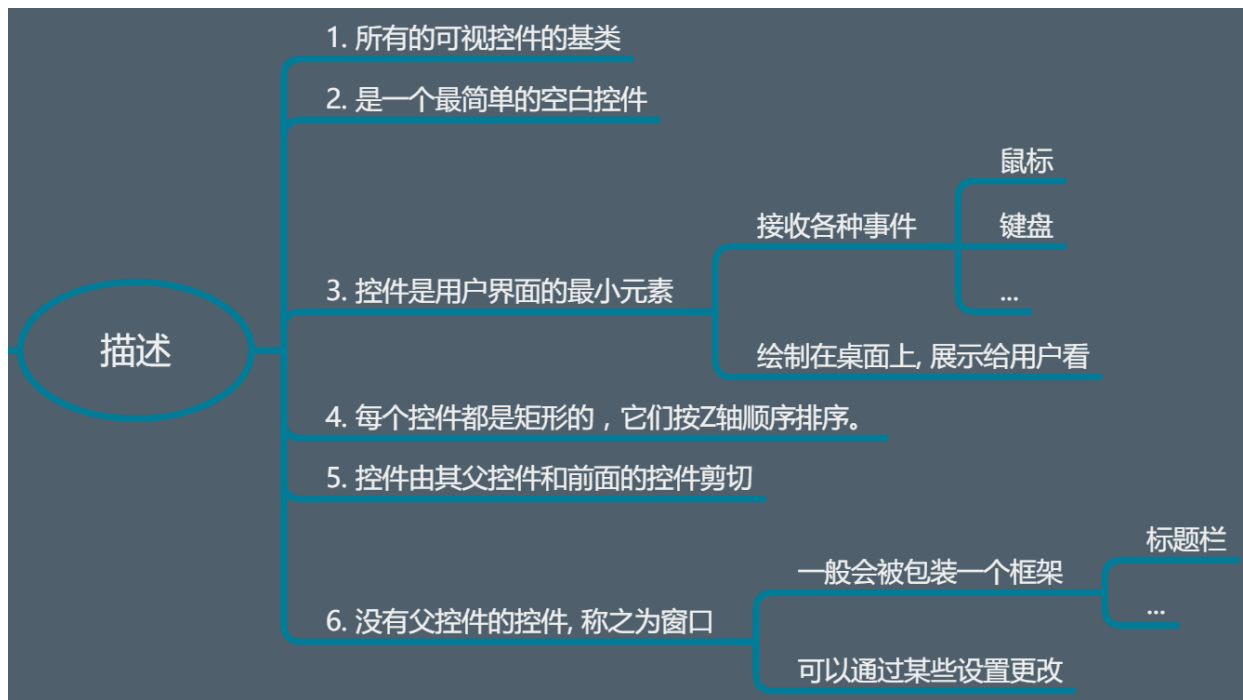 1. 所有的可视控件的基类
2. 是一个最简单的空白控件
鼠标
接收各种事件
键盘
3. 控件是用户界面的最小元素
...
描述
绘制在桌面上, 展示给用户看
4. 每个控件都是矩形的，它们按Z轴顺序排序。
5. 控件由其父控件和前面的控件剪切
标题栏
一般会被包装一个框架
...
6. 没有父控件的控件, 称之为窗口
可以通过某些设置更改